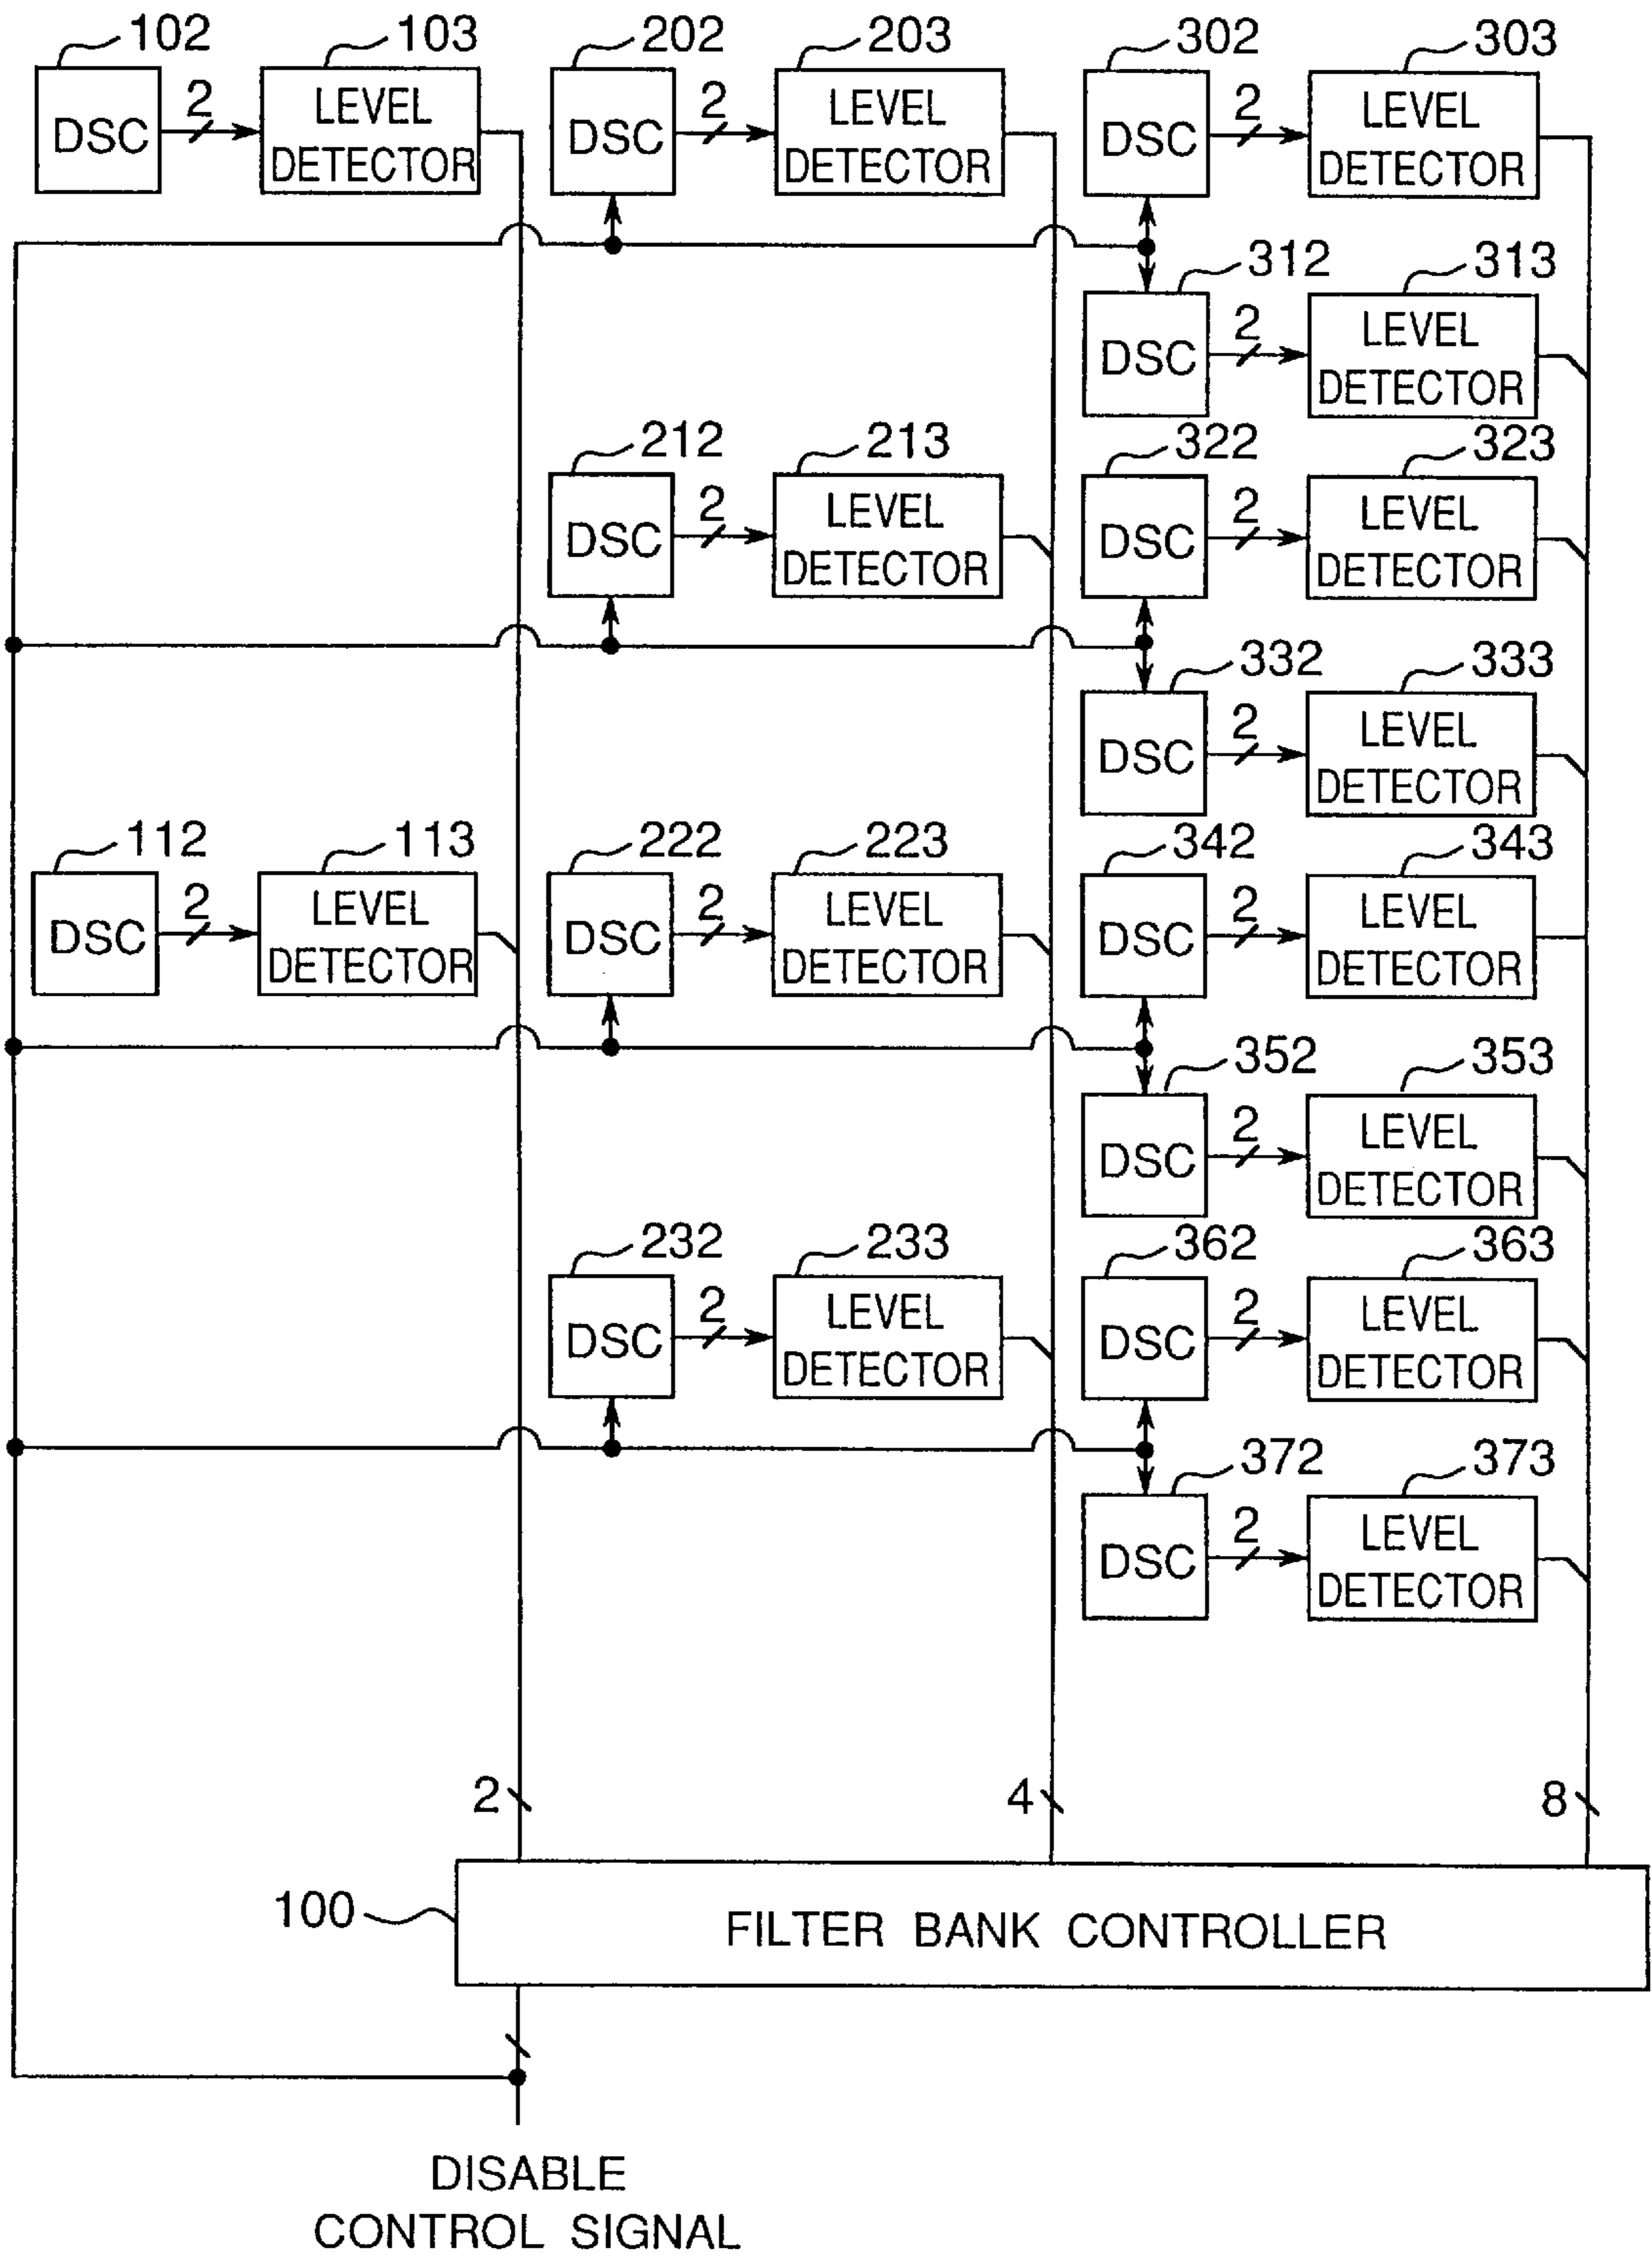 102 103 202 203 302 303
DSC 2 LEVEL DETECTOR DSC 2 LEVEL DETECTOR DSC 2 LEVEL DETECTOR
312 313
DSC 2 LEVEL DETECTOR
212 213 322 323
DSC 2 LEVEL DETECTOR DSC 2 LEVEL DETECTOR
332 333
DSC 2 LEVEL DETECTOR
112 113 222 223 342 343
DSC 2 LEVEL DETECTOR DSC 2 LEVEL DETECTOR DSC 2 LEVEL DETECTOR
352 353
DSC 2 LEVEL DETECTOR
232 233 362 363
DSC 2 LEVEL DETECTOR DSC 2 LEVEL DETECTOR
372 373
DSC 2 LEVEL DETECTOR
2 4 8
100 FILTER BANK CONTROLLER
DISABLE
CONTROL SIGNAL